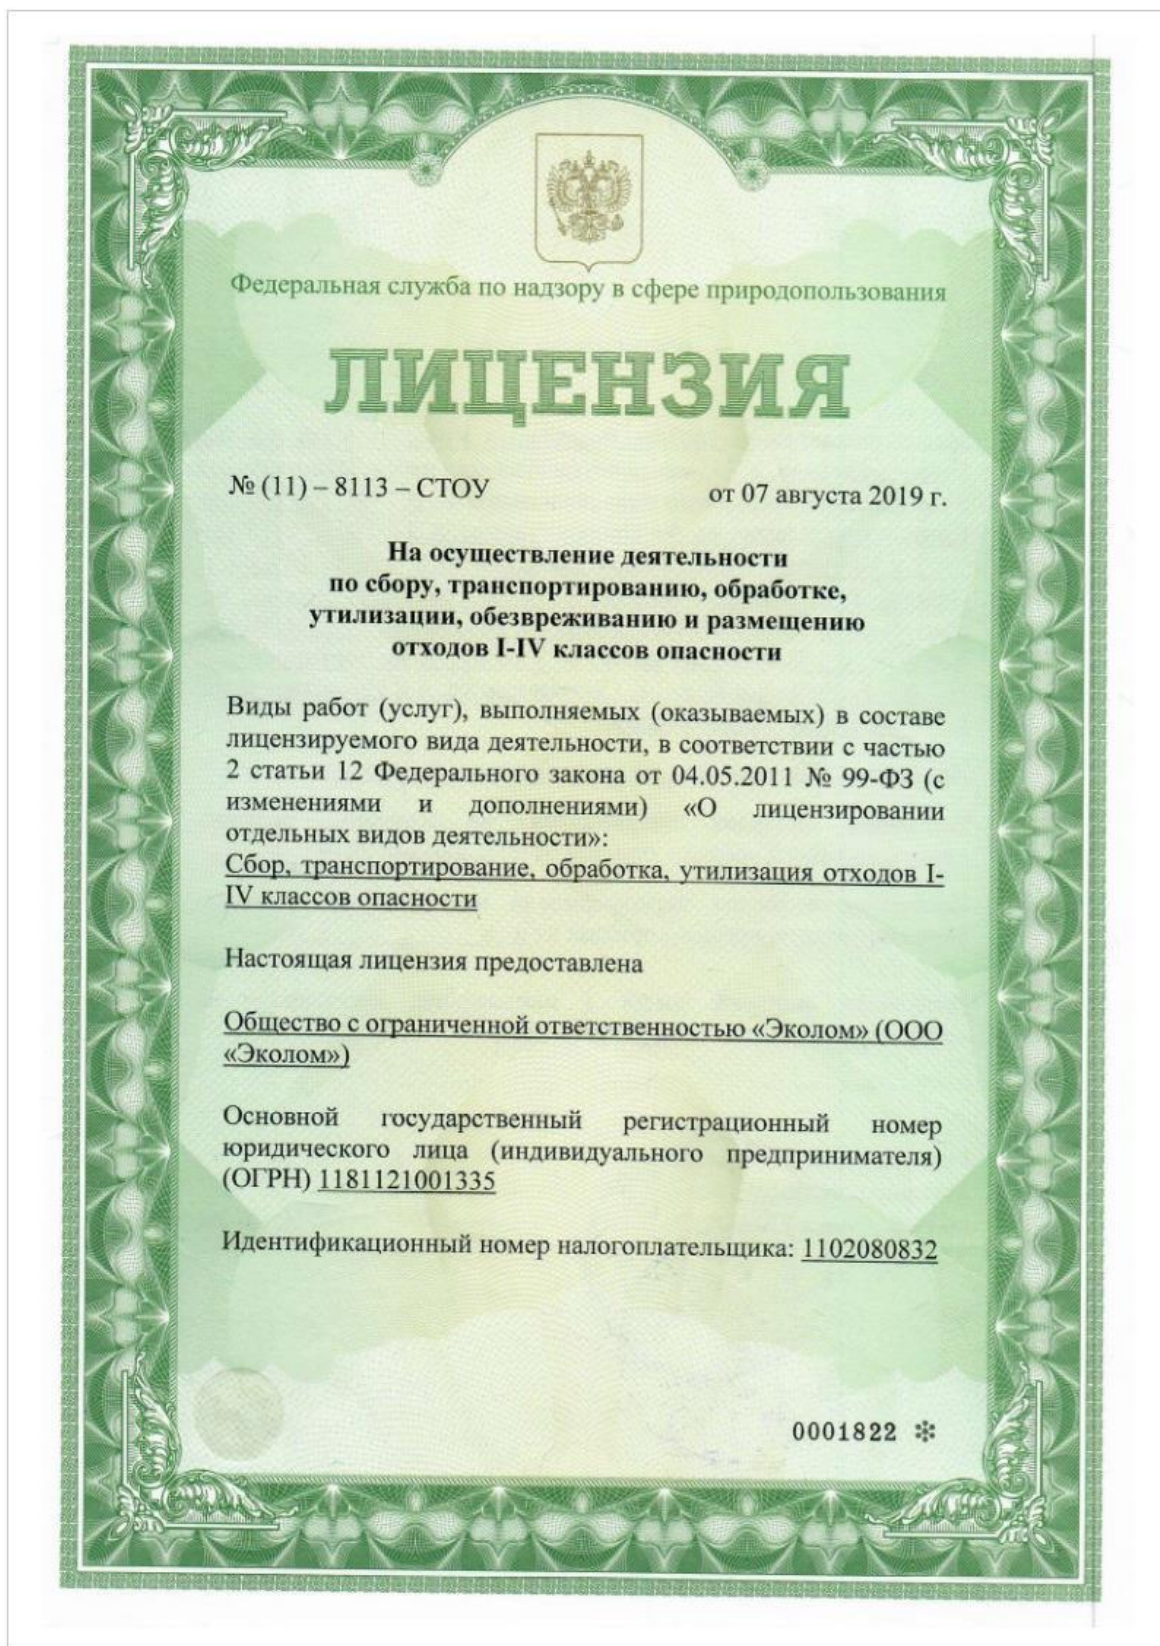 Федеральная служба по надзору в сфере природопользования
ЛИЦЕНЗИЯ
№ (11) – 8113 – СТОУ от 07 августа 2019 г.
На осуществление деятельности
по сбору, транспортированию, обработке,
утилизации, обезвреживанию и размещению
отходов I-IV классов опасности
Виды работ (услуг), выполняемых (оказываемых) в составе
лицензируемого вида деятельности, в соответствии с частью
2 статьи 12 Федерального закона от 04.05.2011 № 99-ФЗ (с
изменениями и дополнениями) «О лицензировании
отдельных видов деятельности»:
Сбор, транспортирование, обработка, утилизация отходов I-
IV классов опасности
Настоящая лицензия предоставлена
Общество с ограниченной ответственностью «Эколом» (ООО
«Эколом»)
Основной государственный регистрационный номер
юридического лица (индивидуального предпринимателя)
(ОГРН) 1181121001335
Идентификационный номер налогоплательщика: 1102080832
0001822